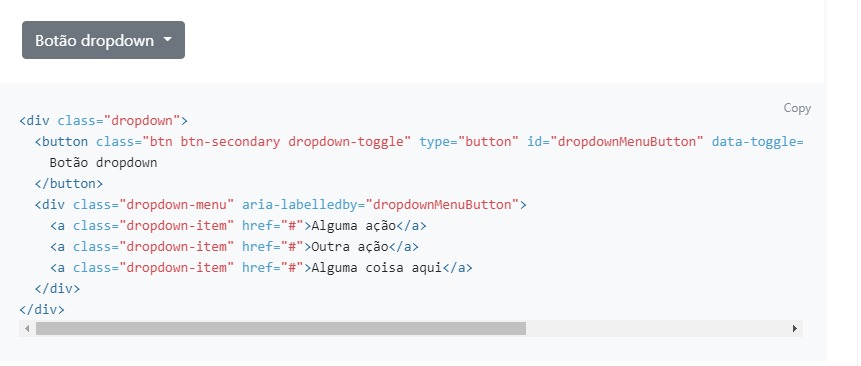 Botão dropdown
Copy
<div class="dropdown">
  <button class="btn btn-secondary dropdown-toggle" type="button" id="dropdownMenuButton" data-toggle=
    Botão dropdown
  </button>
  <div class="dropdown-menu" aria-labelledby="dropdownMenuButton">
    <a class="dropdown-item" href="#">Alguma ação</a>
    <a class="dropdown-item" href="#">Outra ação</a>
    <a class="dropdown-item" href="#">Alguma coisa aqui</a>
  </div>
</div>